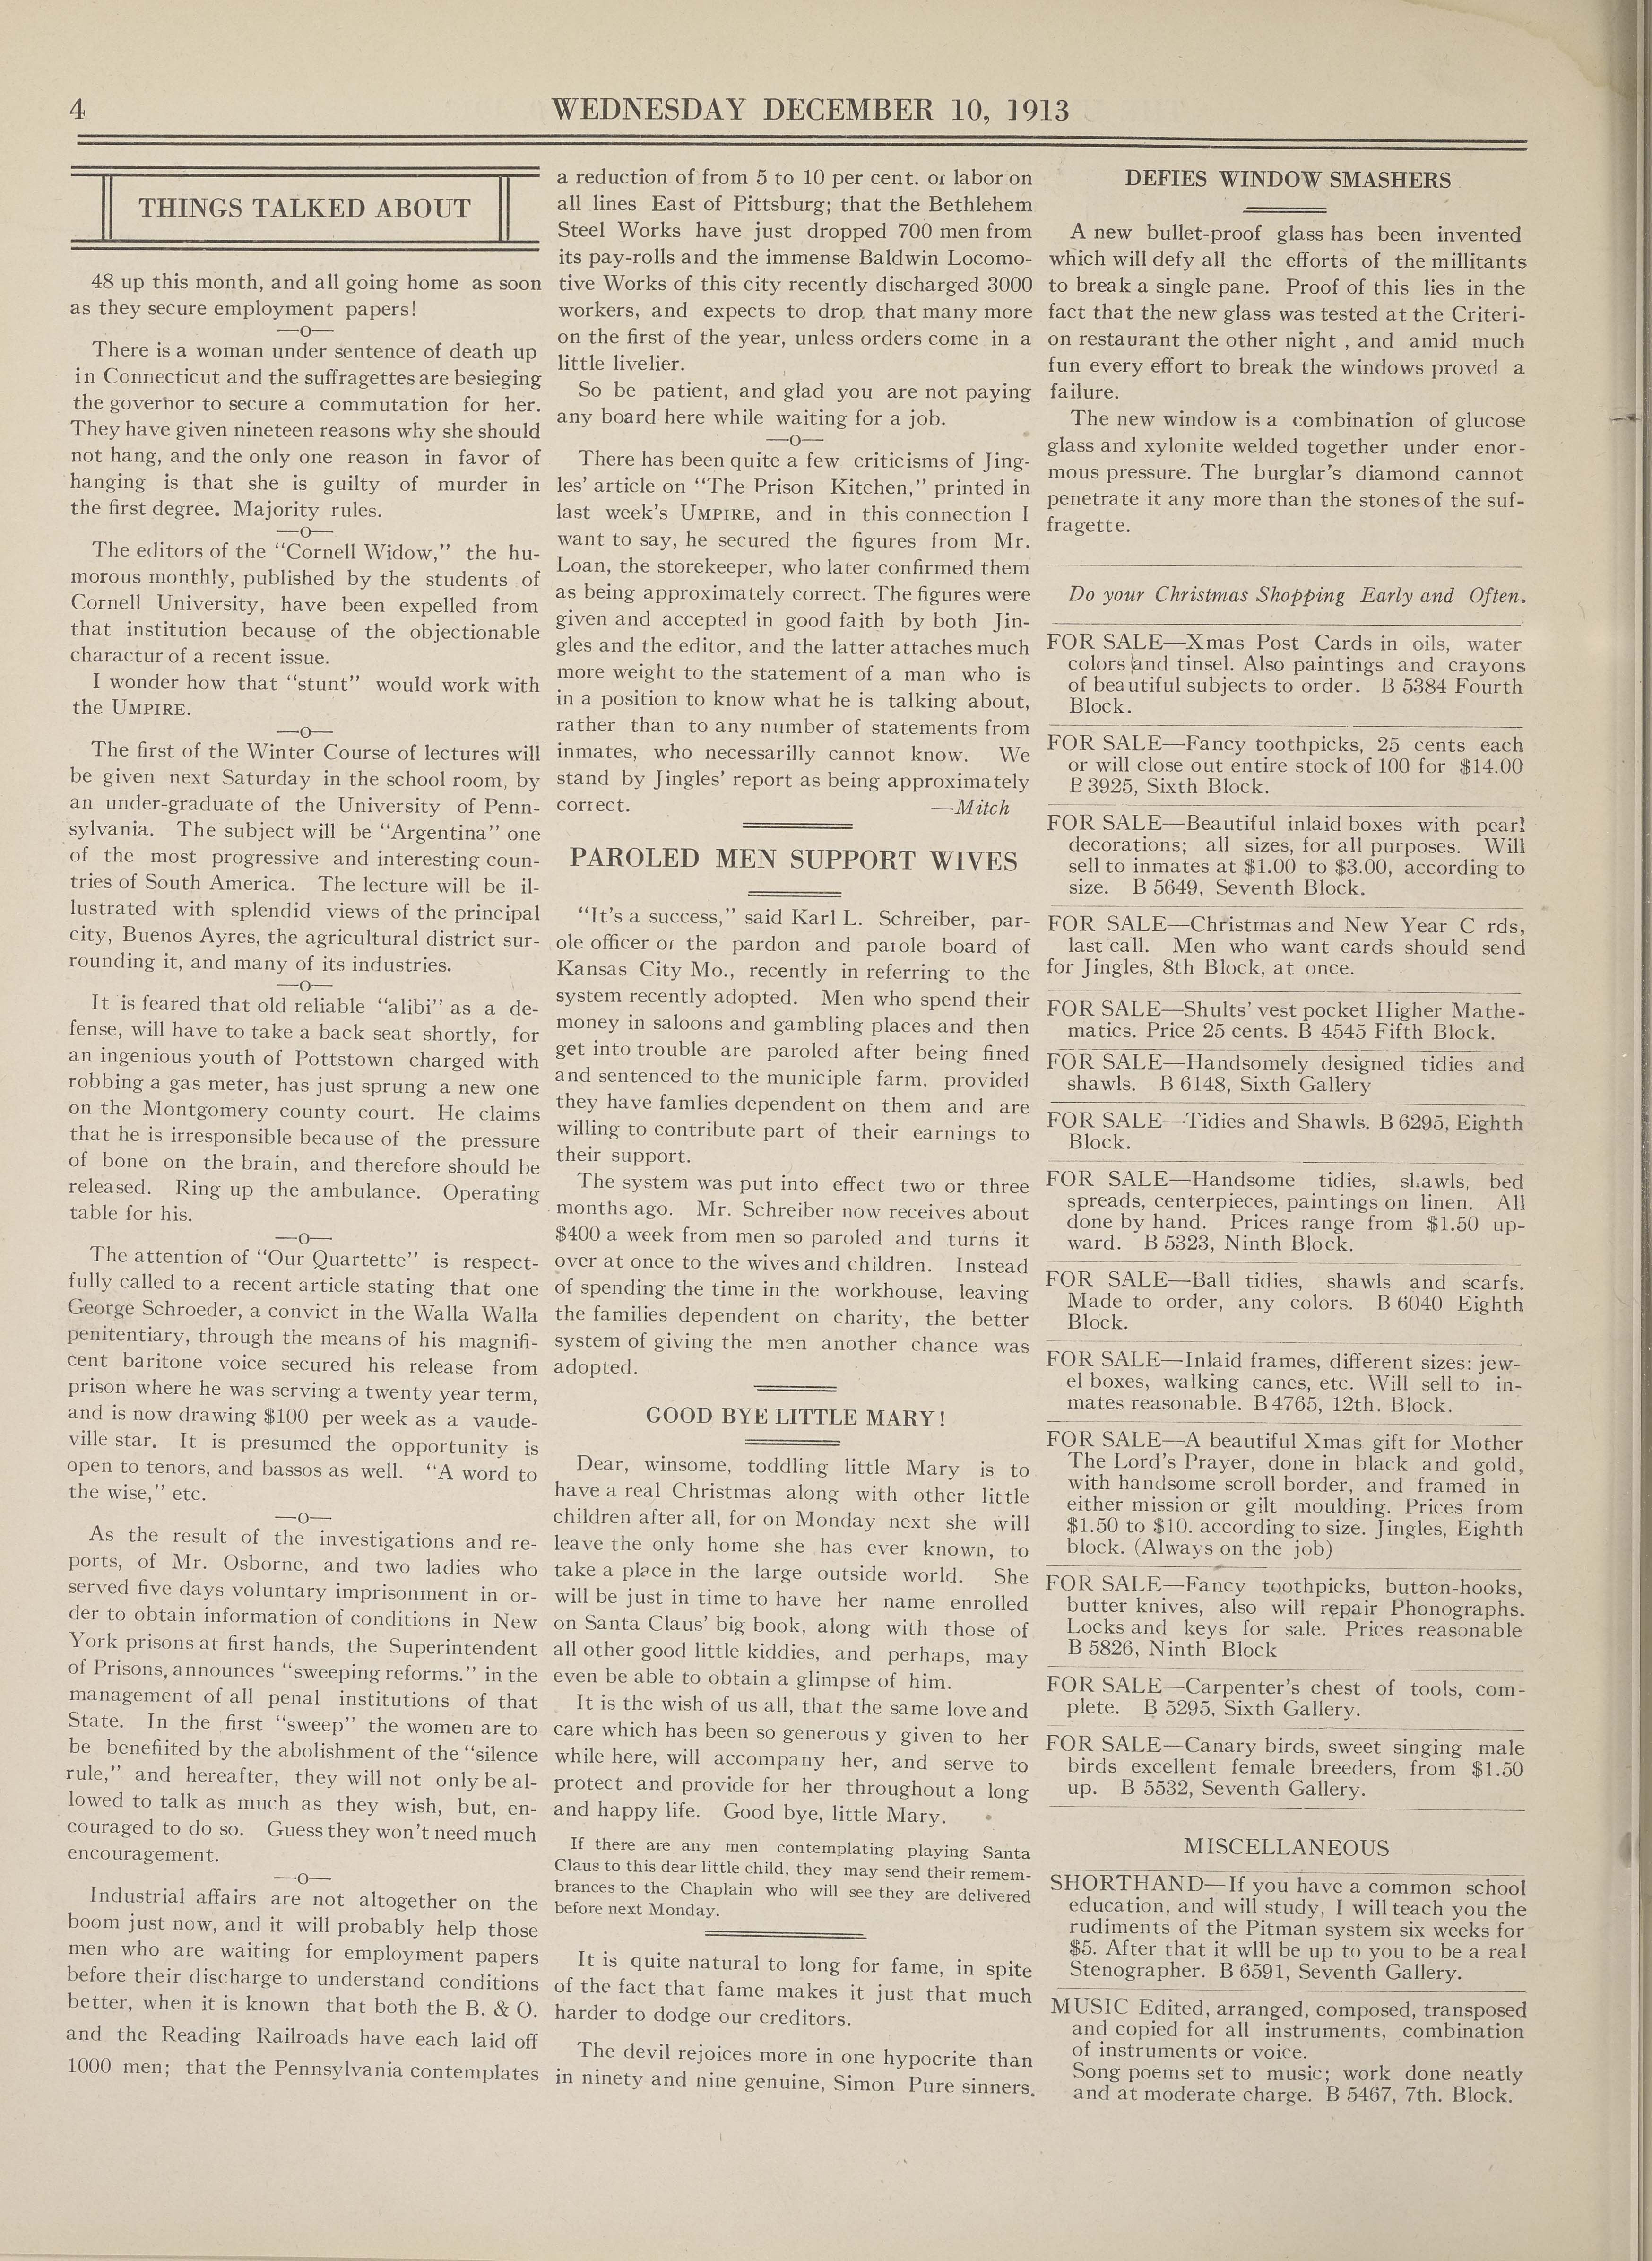 4
WEDNESDAY DECEMBER 10, 1913
THINGS TALKED ABOUT
48 up this month, and all going home as soon
as they secure employment papers!
—o—
There is a woman under sentence of death up
in Connecticut and the suffragettes are besieging
the governor to secure a commutation for her.
They have given nineteen reasons why she should
not hang, and the only one reason in favor of
hanging is that she is guilty of murder in
the first degree. Majority rules.
—o—
The editors of the "Cornell Widow," the hu-
morous monthly, published by the students of
Cornell University, have been expelled from
that institution because of the objectionable
charactur of a recent issue.
I wonder how that "stunt" would work with
the UMPIRE.
—o—
The first of the Winter Course of lectures will
be given next Saturday in the school room, by
an under-graduate of the University of Penn-
sylvania. The subject will be "Argentina" one
of the most progressive and interesting coun-
tries of South America. The lecture will be il-
lustrated with splendid views of the principal
city, Buenos Ayres, the agricultural district sur-
rounding it, and many of its industries.
—o—
It is feared that old reliable "alibi" as a de-
fense, will have to take a back seat shortly, for
an ingenious youth of Pottstown charged with
robbing a gas meter, has just sprung a new one
on the Montgomery county court. He claims
that he is irresponsible because of the pressure
of bone on the brain, and therefore should be
released. Ring up the ambulance. Operating
table for his.
—o—
The attention of "Our Quartette" is respect-
fully called to a recent article stating that one
George Schroeder, a convict in the Walla Walla
penitentiary, through the means of his magnifi-
cent baritone voice secured his release from
prison where he was serving a twenty year term,
and is now drawing $100 per week as a vaude-
ville star. It is presumed the opportunity is
open to tenors, and bassos as well. "A word to
the wise," etc.
—o—
As the result of the investigations and re-
ports, of Mr. Osborne, and two ladies who
served five days voluntary imprisonment in or-
der to obtain information of conditions in New
York prisons at first hands, the Superintendent
of Prisons, announces "sweeping reforms." in the
management of all penal institutions of that
State. In the first "sweep" the women are to
be benefiited by the abolishment of the "silence
rule," and hereafter, they will not only be al-
lowed to talk as much as they wish, but, en-
couraged to do so. Guess they won't need much
encouragement.
—o—
Industrial affairs are not altogether on the
boom just now, and it will probably help those
men who are waiting for employment papers
before their discharge to understand conditions
better, when it is known that both the B. & O.
and the Reading Railroads have each laid off
1000 men; that the Pennsylvania contemplates
a reduction of from 5 to 10 per cent. of labor on
all lines East of Pittsburg; that the Bethlehem
Steel Works have just dropped 700 men from
its pay-rolls and the immense Baldwin Locomo-
tive Works of this city recently discharged 3000
workers, and expects to drop that many more
on the first of the year, unless orders come in a
little livelier.
So be patient, and glad you are not paying
any board here while waiting for a job.
—o—
There has been quite a few criticisms of Jing-
les' article on "The Prison Kitchen," printed in
last week's UMPIRE, and in this connection I
want to say, he secured the figures from Mr.
Loan, the storekeeper, who later confirmed them
as being approximately correct. The figures were
given and accepted in good faith by both Jin-
gles and the editor, and the latter attaches much
more weight to the statement of a man who is
in a position to know what he is talking about,
rather than to any number of statements from
inmates, who necessarilly cannot know. We
stand by Jingles' report as being approximately
correct. —Mitch
PAROLED MEN SUPPORT WIVES
"It's a success," said Karl L. Schreiber, par-
ole officer of the pardon and parole board of
Kansas City Mo., recently in referring to the
system recently adopted. Men who spend their
money in saloons and gambling places and then
get into trouble are paroled after being fined
and sentenced to the municiple farm. provided
they have famlies dependent on them and are
willing to contribute part of their earnings to
their support.
The system was put into effect two or three
months ago. Mr. Schreiber now receives about
$400 a week from men so paroled and turns it
over at once to the wives and children. Instead
of spending the time in the workhouse, leaving
the families dependent on charity, the better
system of giving the men another chance was
adopted.
GOOD BYE LITTLE MARY!
Dear, winsome, toddling little Mary is to
have a real Christmas along with other little
children after all, for on Monday next she will
leave the only home she has ever known, to
take a place in the large outside world. She
will be just in time to have her name enrolled
on Santa Claus' big book, along with those of
all other good little kiddies, and perhaps, may
even be able to obtain a glimpse of him.
It is the wish of us all, that the same love and
care which has been so generous y given to her
while here, will accompany her, and serve to
protect and provide for her throughout a long
and happy life. Good bye, little Mary.
If there are any men contemplating playing Santa
Claus to this dear little child, they may send their remem-
brances to the Chaplain who will see they are delivered
before next Monday.
It is quite natural to long for fame, in spite
of the fact that fame makes it just that much
harder to dodge our creditors.
The devil rejoices more in one hypocrite than
in ninety and nine genuine, Simon Pure sinners.
DEFIES WINDOW SMASHERS
A new bullet-proof glass has been invented
which will defy all the efforts of the millitants
to break a single pane. Proof of this lies in the
fact that the new glass was tested at the Criteri-
on restaurant the other night , and amid much
fun every effort to break the windows proved a
failure.
The new window is a combination of glucose
glass and xylonite welded together under enor-
mous pressure. The burglar's diamond cannot
penetrate it any more than the stones of the suf-
fragette.
Do your Christmas Shopping Early and Often.
FOR SALE—Xmas Post Cards in oils, water
colors and tinsel. Also paintings and crayons
of beautiful subjects to order. B 5384 Fourth
Block.
FOR SALE—Fancy toothpicks, 25 cents each
or will close out entire stock of 100 for $14.00
B 3925, Sixth Block.
FOR SALE—Beautiful inlaid boxes with pearl
decorations; all sizes, for all purposes. Will
sell to inmates at $1.00 to $3.00, according to
size. B 5649, Seventh Block.
FOR SALE—Christmas and New Year C rds,
last call. Men who want cards should send
for Jingles, 8th Block, at once.
FOR SALE—Shults' vest pocket Higher Mathe-
matics. Price 25 cents. B 4545 Fifth Block.
FOR SALE—Handsomely designed tidies and
shawls. B 6148, Sixth Gallery
FOR SALE—Tidies and Shawls. B 6295, Eighth
Block.
FOR SALE—Handsome tidies, shawls, bed
spreads, centerpieces, paintings on linen. All
done by hand. Prices range from $1.50 up-
ward. B 5323, Ninth Block.
FOR SALE—Ball tidies, shawls and scarfs.
Made to order, any colors. B 6040 Eighth
Block.
FOR SALE—Inlaid frames, different sizes: jew-
el boxes, walking canes, etc. Will sell to in-
mates reasonable. B 4765, 12th. Block.
FOR SALE—A beautiful Xmas gift for Mother
The Lord's Prayer, done in black and gold,
with handsome scroll border, and framed in
either mission or gilt moulding. Prices from
$1.50 to $10. according to size. Jingles, Eighth
block. (Always on the job)
FOR SALE—Fancy toothpicks, button-hooks,
butter knives, also will repair Phonographs.
Locks and keys for sale. Prices reasonable
B 5826, Ninth Block
FOR SALE—Carpenter's chest of tools, com-
plete. B 5295, Sixth Gallery.
FOR SALE—Canary birds, sweet singing male
birds excellent female breeders, from $1.50
up. B 5532, Seventh Gallery.
MISCELLANEOUS
SHORTHAND—If you have a common school
education, and will study, I will teach you the
rudiments of the Pitman system six weeks for
$5. After that it wlll be up to you to be a real
Stenographer. B 6591, Seventh Gallery.
MUSIC Edited, arranged, composed, transposed
and copied for all instruments, combination
of instruments or voice.
Song poems set to music; work done neatly
and at moderate charge. B 5467, 7th. Block.